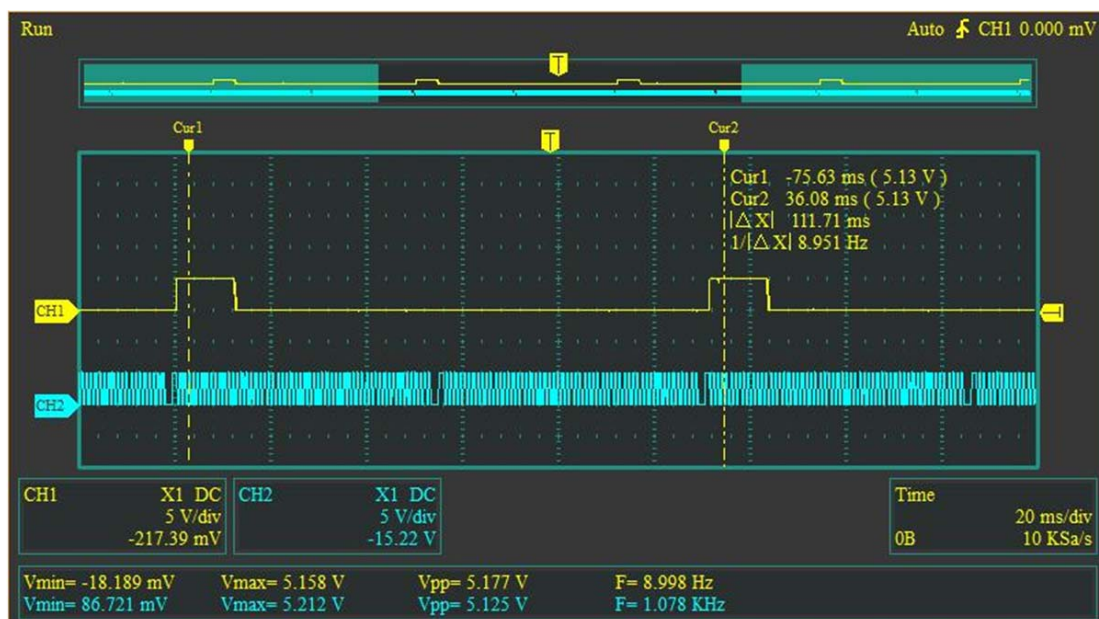 Run
Auto CH1 0.000 mV
T
Cur1
T
Cur2
Cur1 -75.63 ms ( 5.13 V )
Cur2 36.08 ms ( 5.13 V )
|△ X| 111.71 ms
1/|△ X| 8.951 Hz
CH1
CH2
CH1 X1 DC
5 V/div
-217.39 mV
CH2 X1 DC
5 V/div
-15.22 V
Time
20 ms/div
0B 10 KSa/s
Vmin= -18.189 mV Vmax= 5.158 V Vpp= 5.177 V F= 8.998 Hz
Vmin= 86.721 mV Vmax= 5.212 V Vpp= 5.125 V F= 1.078 KHz